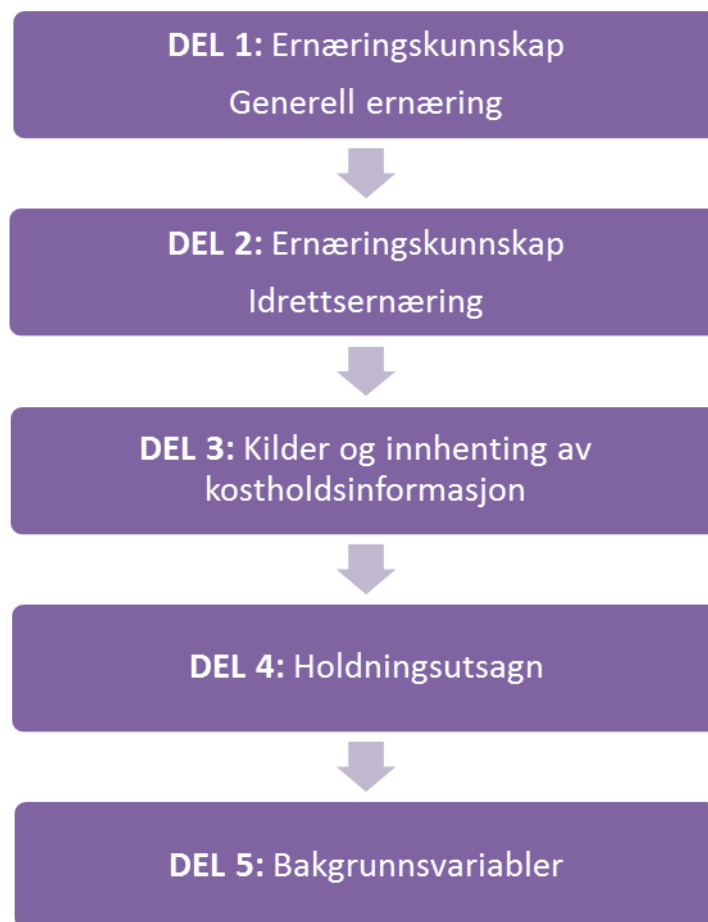 DEL 1: Ernæringskunnskap
Generell ernæring
DEL 2: Ernæringskunnskap
Idrettsernæring
DEL 3: Kilder og innhenting av
kostholdsinformasjon
DEL 4: Holdningsutsagn
DEL 5: Bakgrunnsvariabler